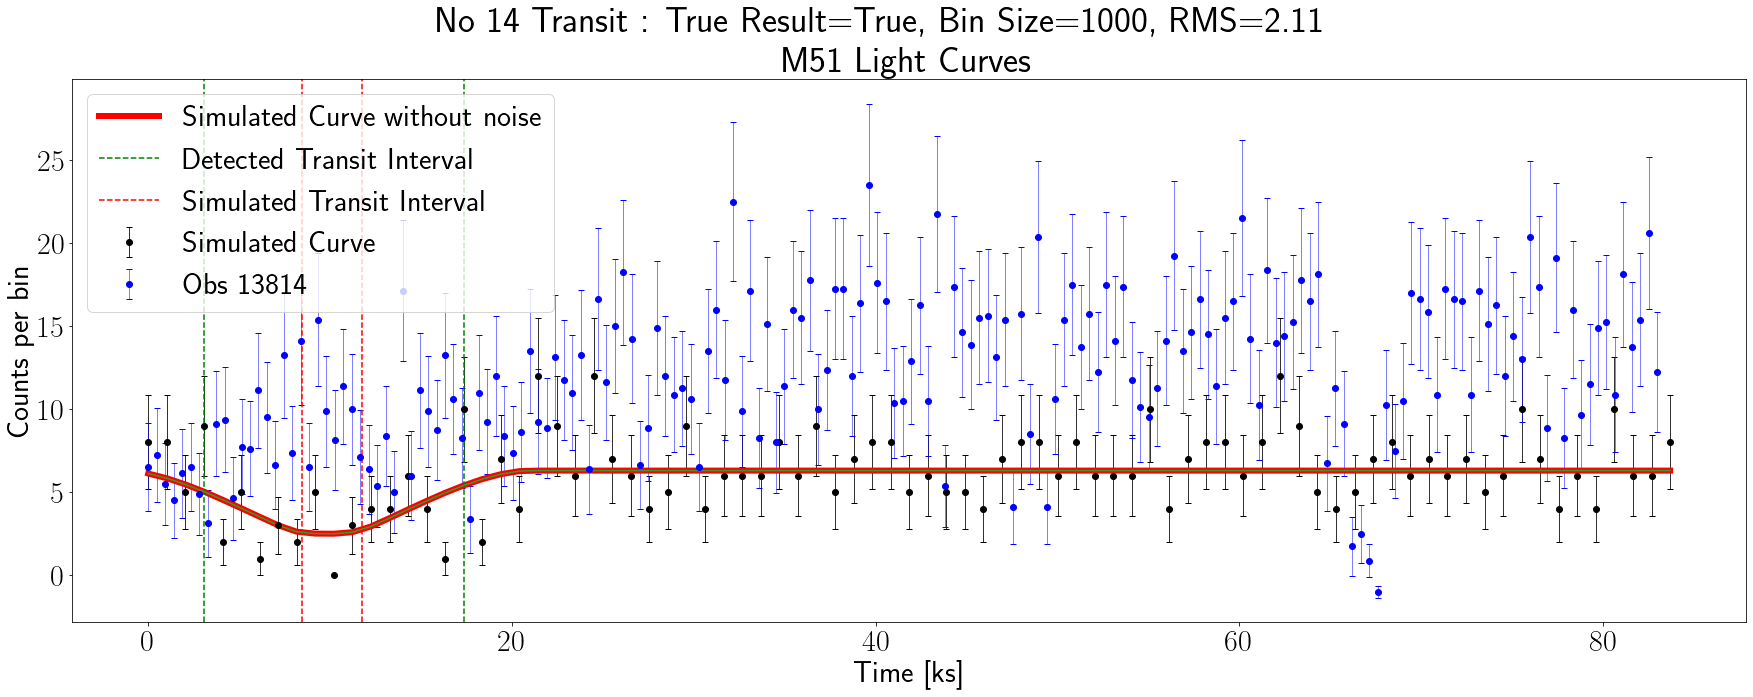 No 14 Transit : True Result=True, Bin Size=1000, RMS=2.11
M51 Light Curves
Simulated Curve without noise
Detected Transit Interval
Simulated Transit Interval
Simulated Curve
Obs 13814
Counts per bin
25
20
15
10
5
0
0 20 40 60 80
Time [ks]